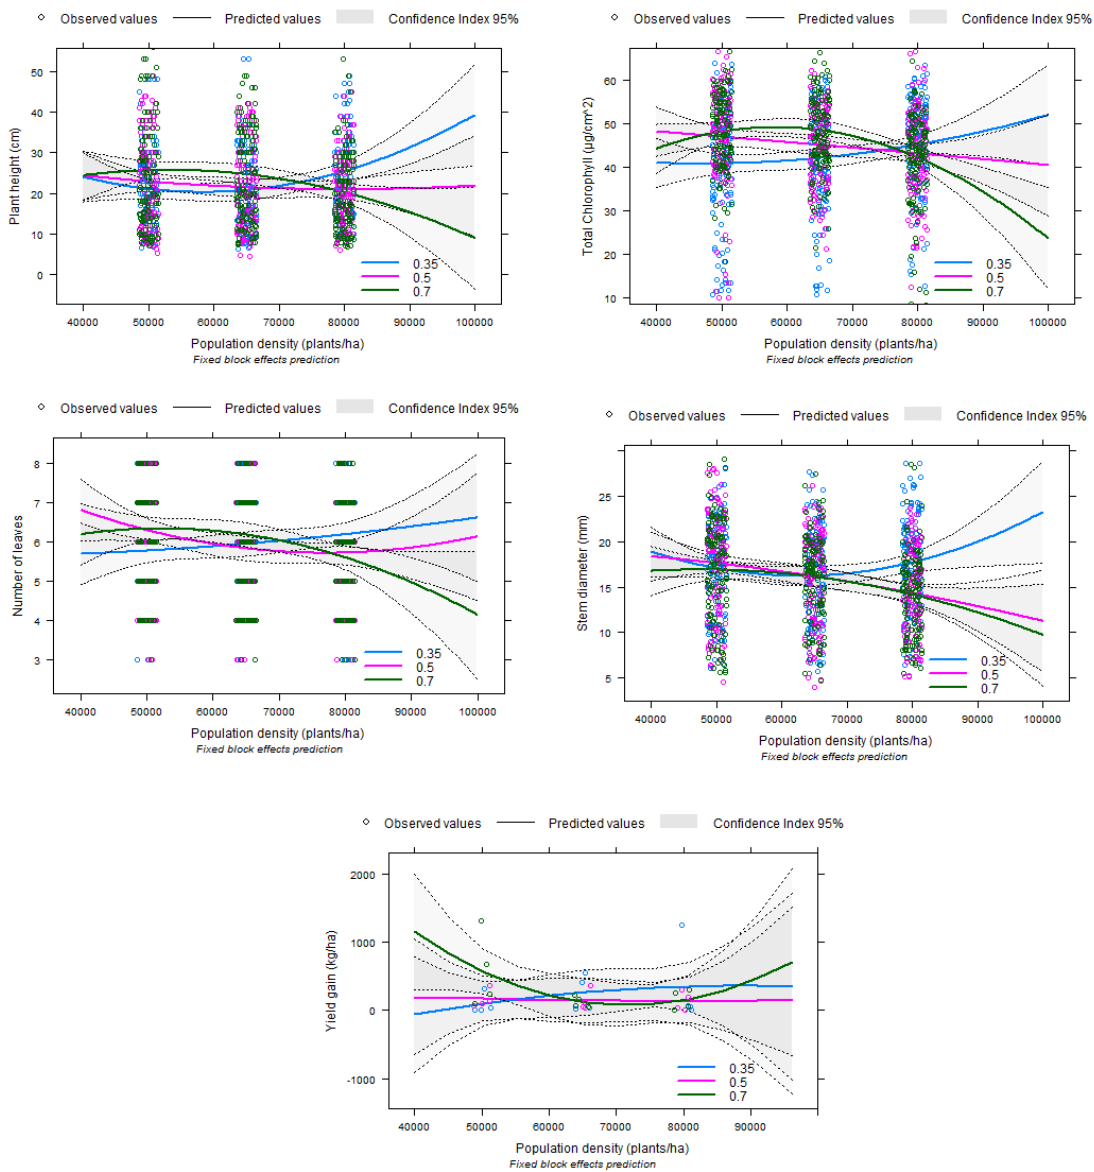 Observed values Predicted values Confidence Index 95%
Plant height (cm)
50
40
30
20
10
0
0.35
0.5
0.7
40000 50000 60000 70000 80000 90000 100000
Population density (plants/ha)
Fixed block effects prediction
Observed values Predicted values Confidence Index 95%
Total Chlorophyll (µg/cm^2)
60
50
40
30
20
10
0.35
0.5
0.7
40000 50000 60000 70000 80000 90000 100000
Population density (plants/ha)
Fixed block effects prediction
Observed values Predicted values Confidence Index 95%
Number of leaves
8
7
6
5
4
3
0.35
0.5
0.7
40000 50000 60000 70000 80000 90000 100000
Population density (plants/ha)
Fixed block effects prediction
Observed values Predicted values Confidence Index 95%
Stem diameter (mm)
25
20
15
10
5
0.35
0.5
0.7
40000 50000 60000 70000 80000 90000 100000
Population density (plants/ha)
Fixed block effects prediction
Observed values Predicted values Confidence Index 95%
Yield gain (kg/ha)
2000
1000
0
-1000
0.35
0.5
0.7
40000 50000 60000 70000 80000 90000
Population density (plants/ha)
Fixed block effects prediction